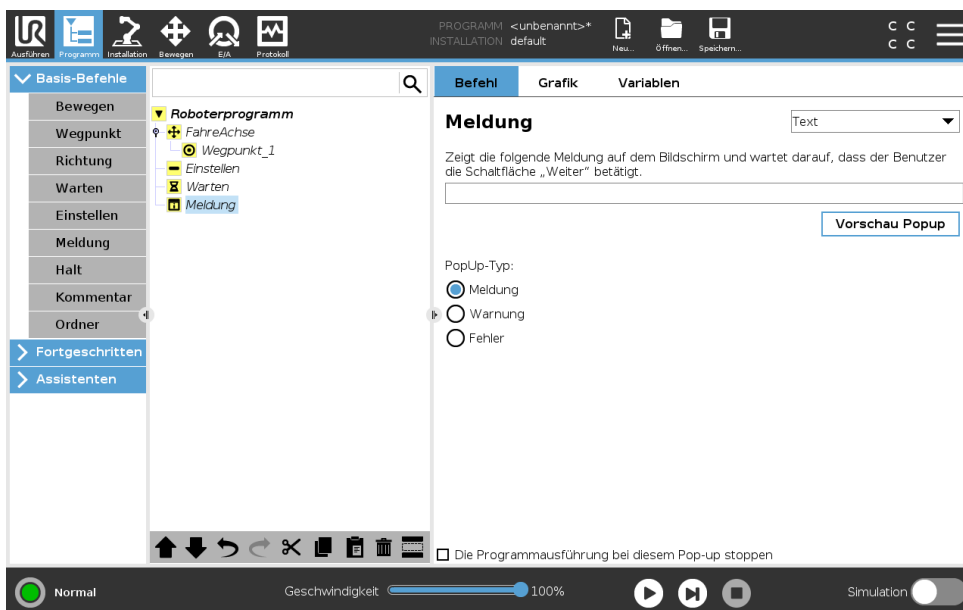 PROGRAMM <unbenannt>*
INSTALLATION default
Ausführen Programm Installation Bewegen E/A Protokoll
Neu... Öffnen... Speichern...
C C
C C
Basis-Befehle
Bewegen
Wegpunkt
Richtung
Warten
Einstellen
Meldung
Halt
Kommentar
Ordner
Fortgeschritten
Assistenten
Roboterprogramm
FahreAchse
Wegpunkt_1
Einstellen
Warten
Meldung
Befehl Grafik Variablen
Meldung
Text
Zeigt die folgende Meldung auf dem Bildschirm und wartet darauf, dass der Benutzer
die Schaltfläche „Weiter” betätigt.
Vorschau Popup
PopUp-Typ:
Meldung
Warnung
Fehler
Die Programmausführung bei diesem Pop-up stoppen
Normal
Geschwindigkeit 100%
Simulation